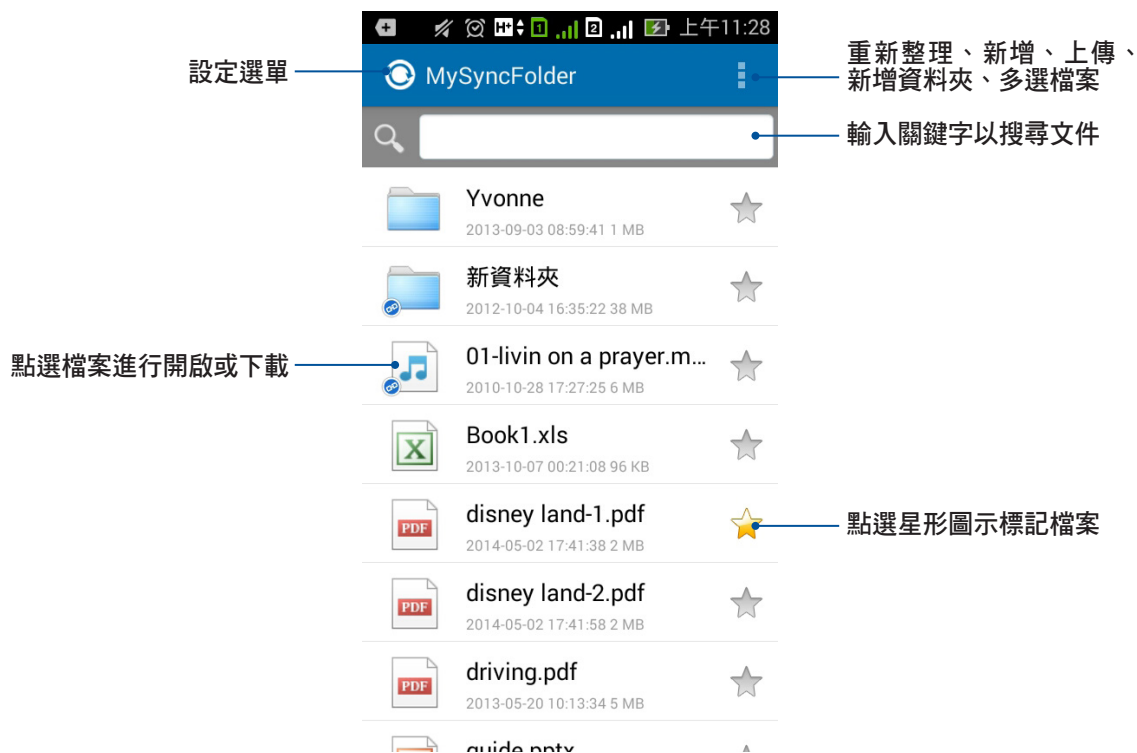 上午11:28
設定選單
MySyncFolder
重新整理、新增、上傳、
新增資料夾、多選檔案
輸入關鍵字以搜尋文件
Yvonne
2013-09-03 08:59:41 1 MB
新資料夾
2012-10-04 16:35:22 38 MB
點選檔案進行開啟或下載
01-livin on a prayer.m...
2010-10-28 17:27:25 6 MB
Book1.xls
2013-10-07 00:21:08 96 KB
PDF
disney land-1.pdf
2014-05-02 17:41:38 2 MB
點選星形圖示標記檔案
PDF
disney land-2.pdf
2014-05-02 17:41:58 2 MB
PDF
driving.pdf
2013-05-20 10:13:34 5 MB
guide.pptx